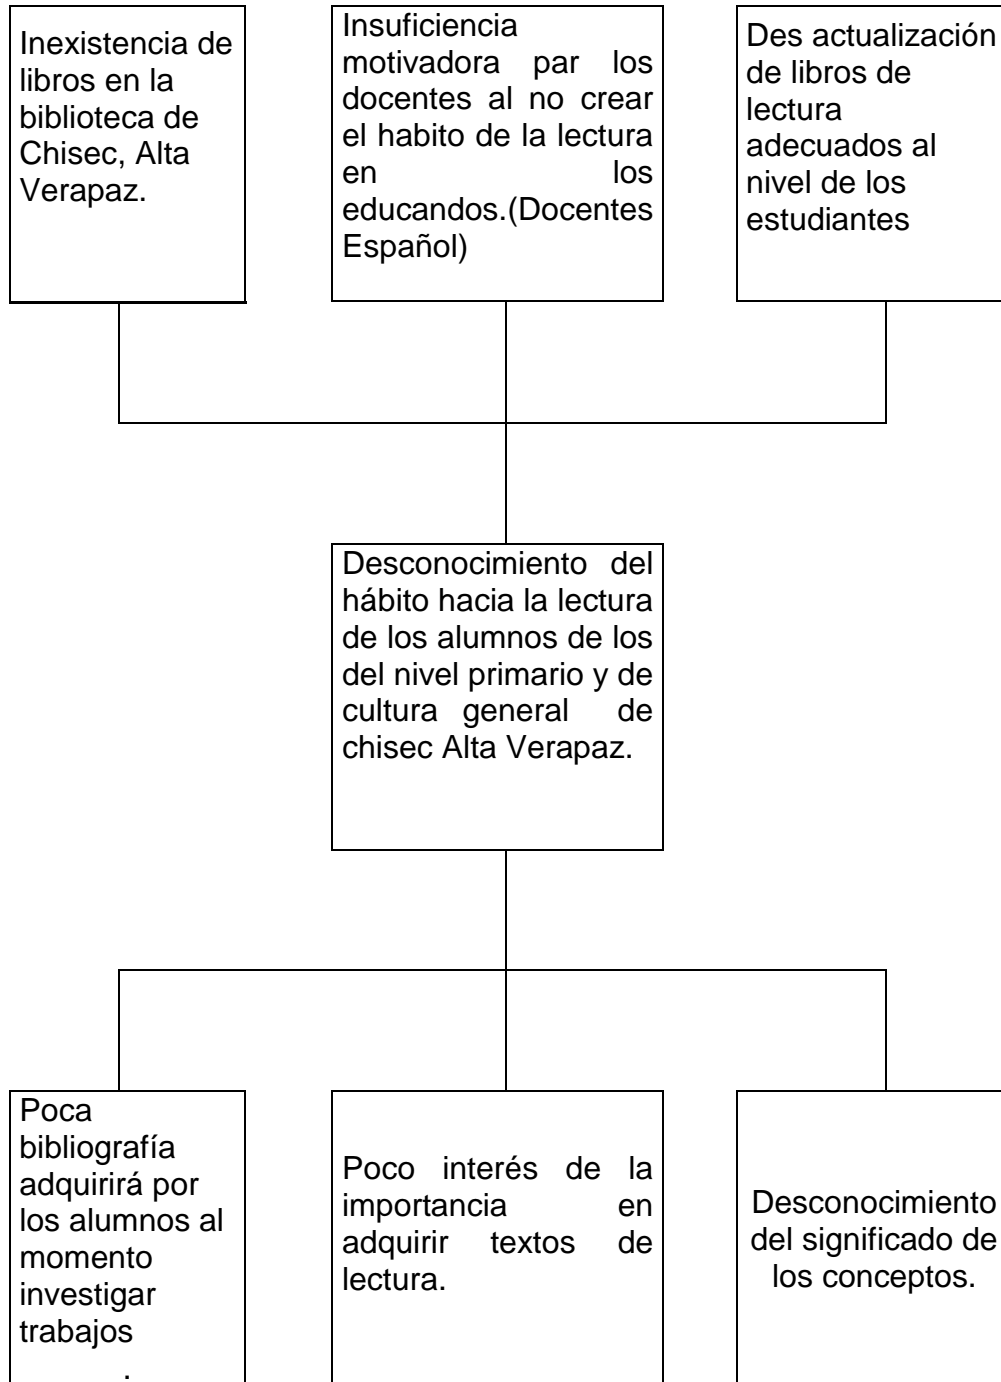 Inexistencia de
libros en la
biblioteca de
Chisec, Alta
Verapaz.
Insuficiencia
motivadora par los
docentes al no crear
el habito de la lectura
en los
educandos.(Docentes
Español)
Des actualización
de libros de
lectura
adecuados al
nivel de los
estudiantes
Desconocimiento del
hábito hacia la lectura
de los alumnos de los
del nivel primario y de
cultura general de
chisec Alta Verapaz.
Poca
bibliografía
adquirirá por
los alumnos al
momento
investigar
trabajos
.
Poco interés de la
importancia en
adquirir textos de
lectura.
Desconocimiento
del significado de
los conceptos.